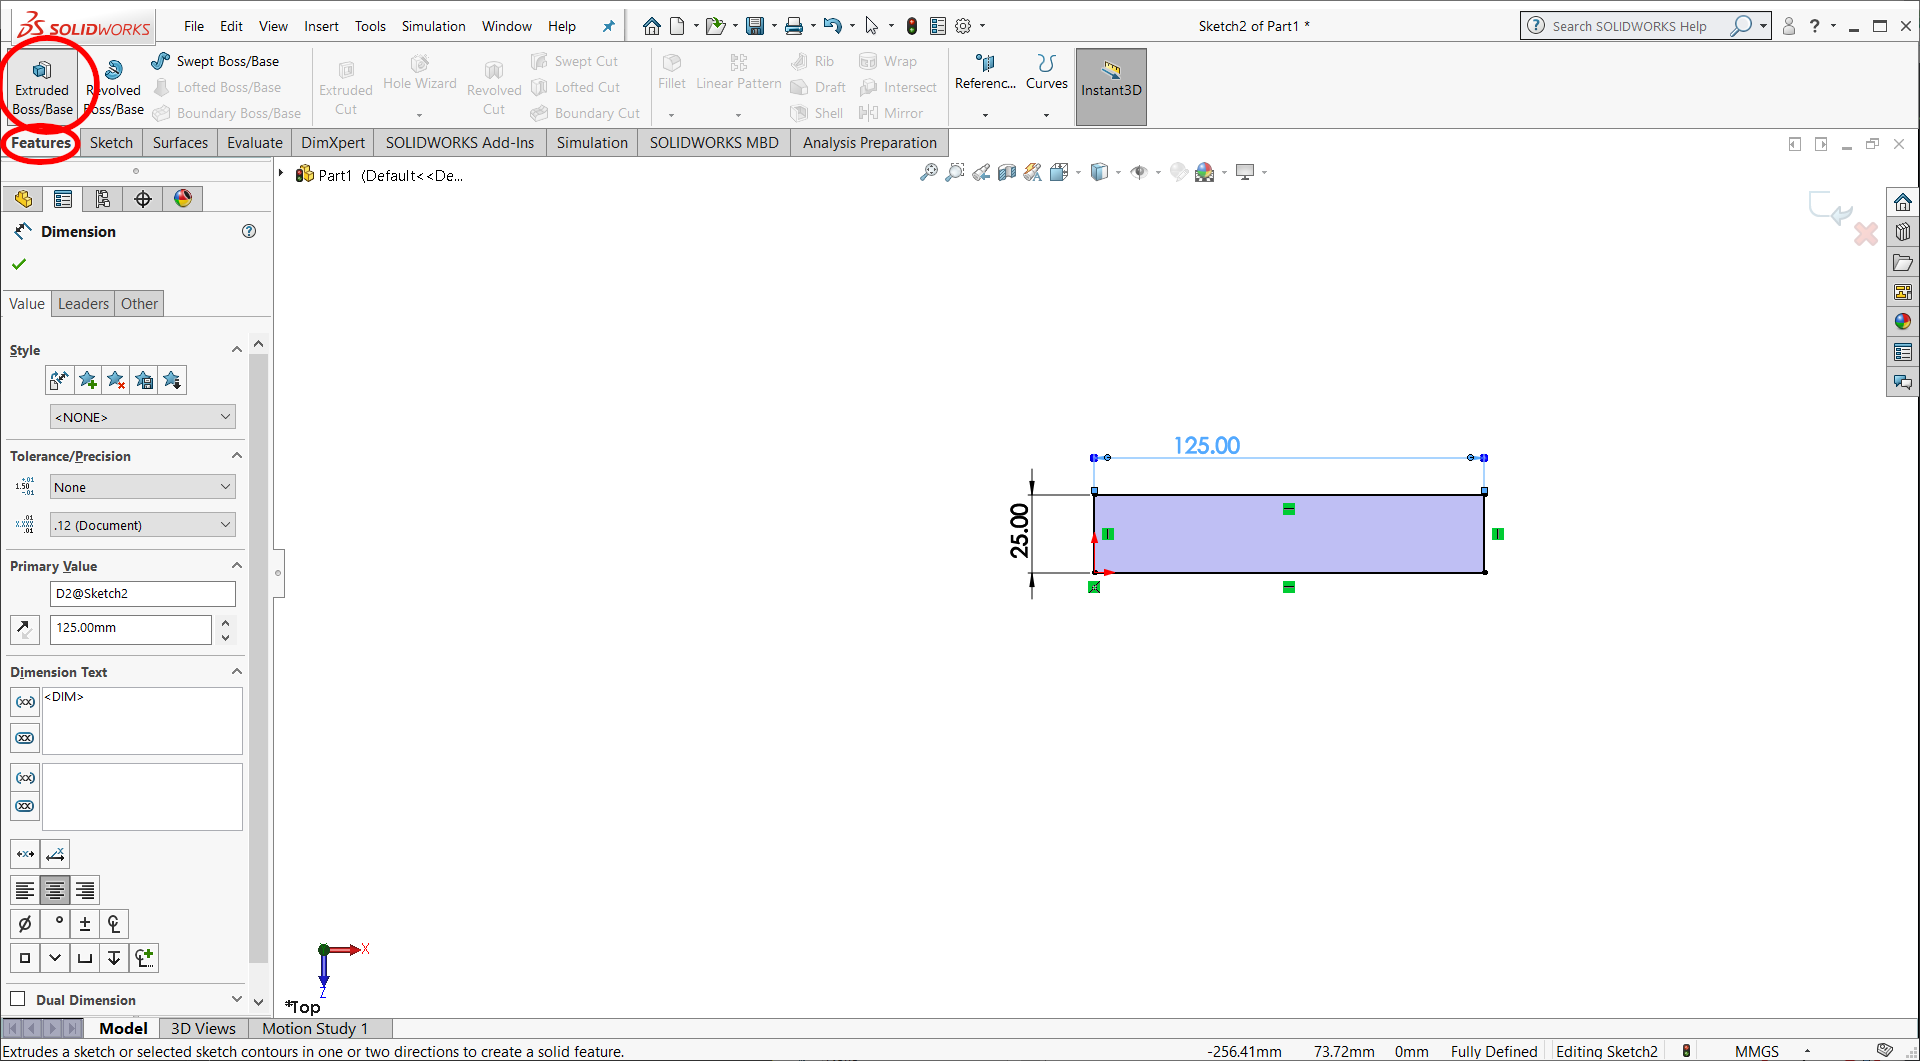 SOLIDWORKS File Edit View Insert Tools Simulation Window Help Sketch2 of Part1 * Search SOLIDWORKS Help ?
Extruded Boss/Base
Revolved Boss/Base
Swept Boss/Base
Lofted Boss/Base
Boundary Boss/Base
Extruded Cut
Hole Wizard
Revolved Cut
Swept Cut
Lofted Cut
Boundary Cut
Fillet
Linear Pattern
Rib
Draft
Shell
Wrap
Intersect
Mirror
Referenc...
Curves
Instant3D
Features Sketch Surfaces Evaluate DimXpert SOLIDWORKS Add-Ins Simulation SOLIDWORKS MBD Analysis Preparation
Part1 (Default<<De...
Dimension
Value Leaders Other
Style
<NONE>
Tolerance/Precision
None
.12 (Document)
Primary Value
D2@Sketch2
125.00mm
Dimension Text
<DIM>
Dual Dimension
125.00
25.00
X
Z
*Top
Model 3D Views Motion Study 1
Extrudes a sketch or selected sketch contours in one or two directions to create a solid feature. -256.41mm 73.72mm 0mm Fully Defined Editing Sketch2 MMGS